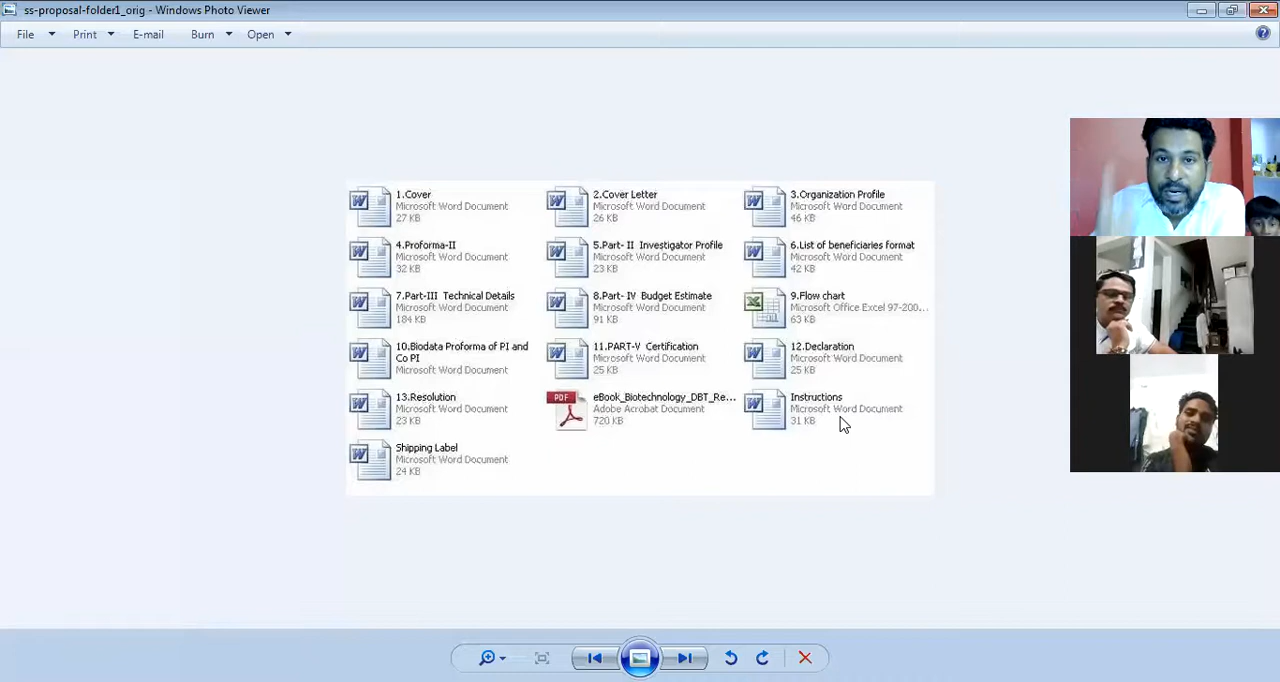 ss-proposal-folder1_orig - Windows Photo Viewer
File Print E-mail Burn Open
1.Cover
Microsoft Word Document
27 KB
2.Cover Letter
Microsoft Word Document
26 KB
3.Organization Profile
Microsoft Word Document
46 KB
4.Proforma-II
Microsoft Word Document
32 KB
5.Part- II Investigator Profile
Microsoft Word Document
23 KB
6.List of beneficiaries format
Microsoft Word Document
42 KB
7.Part-III Technical Details
Microsoft Word Document
184 KB
8.Part- IV Budget Estimate
Microsoft Word Document
91 KB
9.Flow chart
Microsoft Office Excel 97-200...
63 KB
10.Biodata Proforma of PI and
Co PI
Microsoft Word Document
11.PART-V Certification
Microsoft Word Document
25 KB
12.Declaration
Microsoft Word Document
25 KB
13.Resolution
Microsoft Word Document
23 KB
PDF
eBook_Biotechnology_DBT_Re...
Adobe Acrobat Document
720 KB
Instructions
Microsoft Word Document
31 KB
Shipping Label
Microsoft Word Document
24 KB